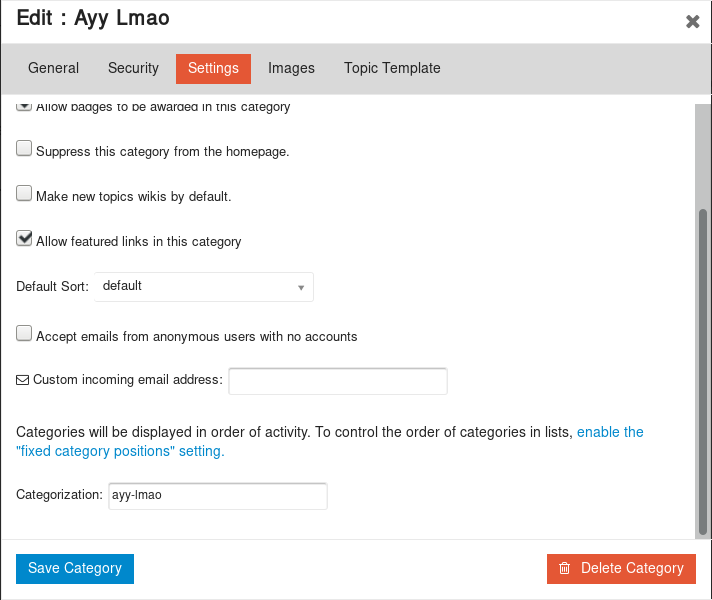 Edit : Ayy Lmao
General Security Settings Images Topic Template
Allow badges to be awarded in this category
Suppress this category from the homepage.
Make new topics wikis by default.
Allow featured links in this category
Default Sort: default
Accept emails from anonymous users with no accounts
Custom incoming email address:
Categories will be displayed in order of activity. To control the order of categories in lists, enable the
"fixed category positions" setting.
Categorization: ayy-lmao
Save Category Delete Category